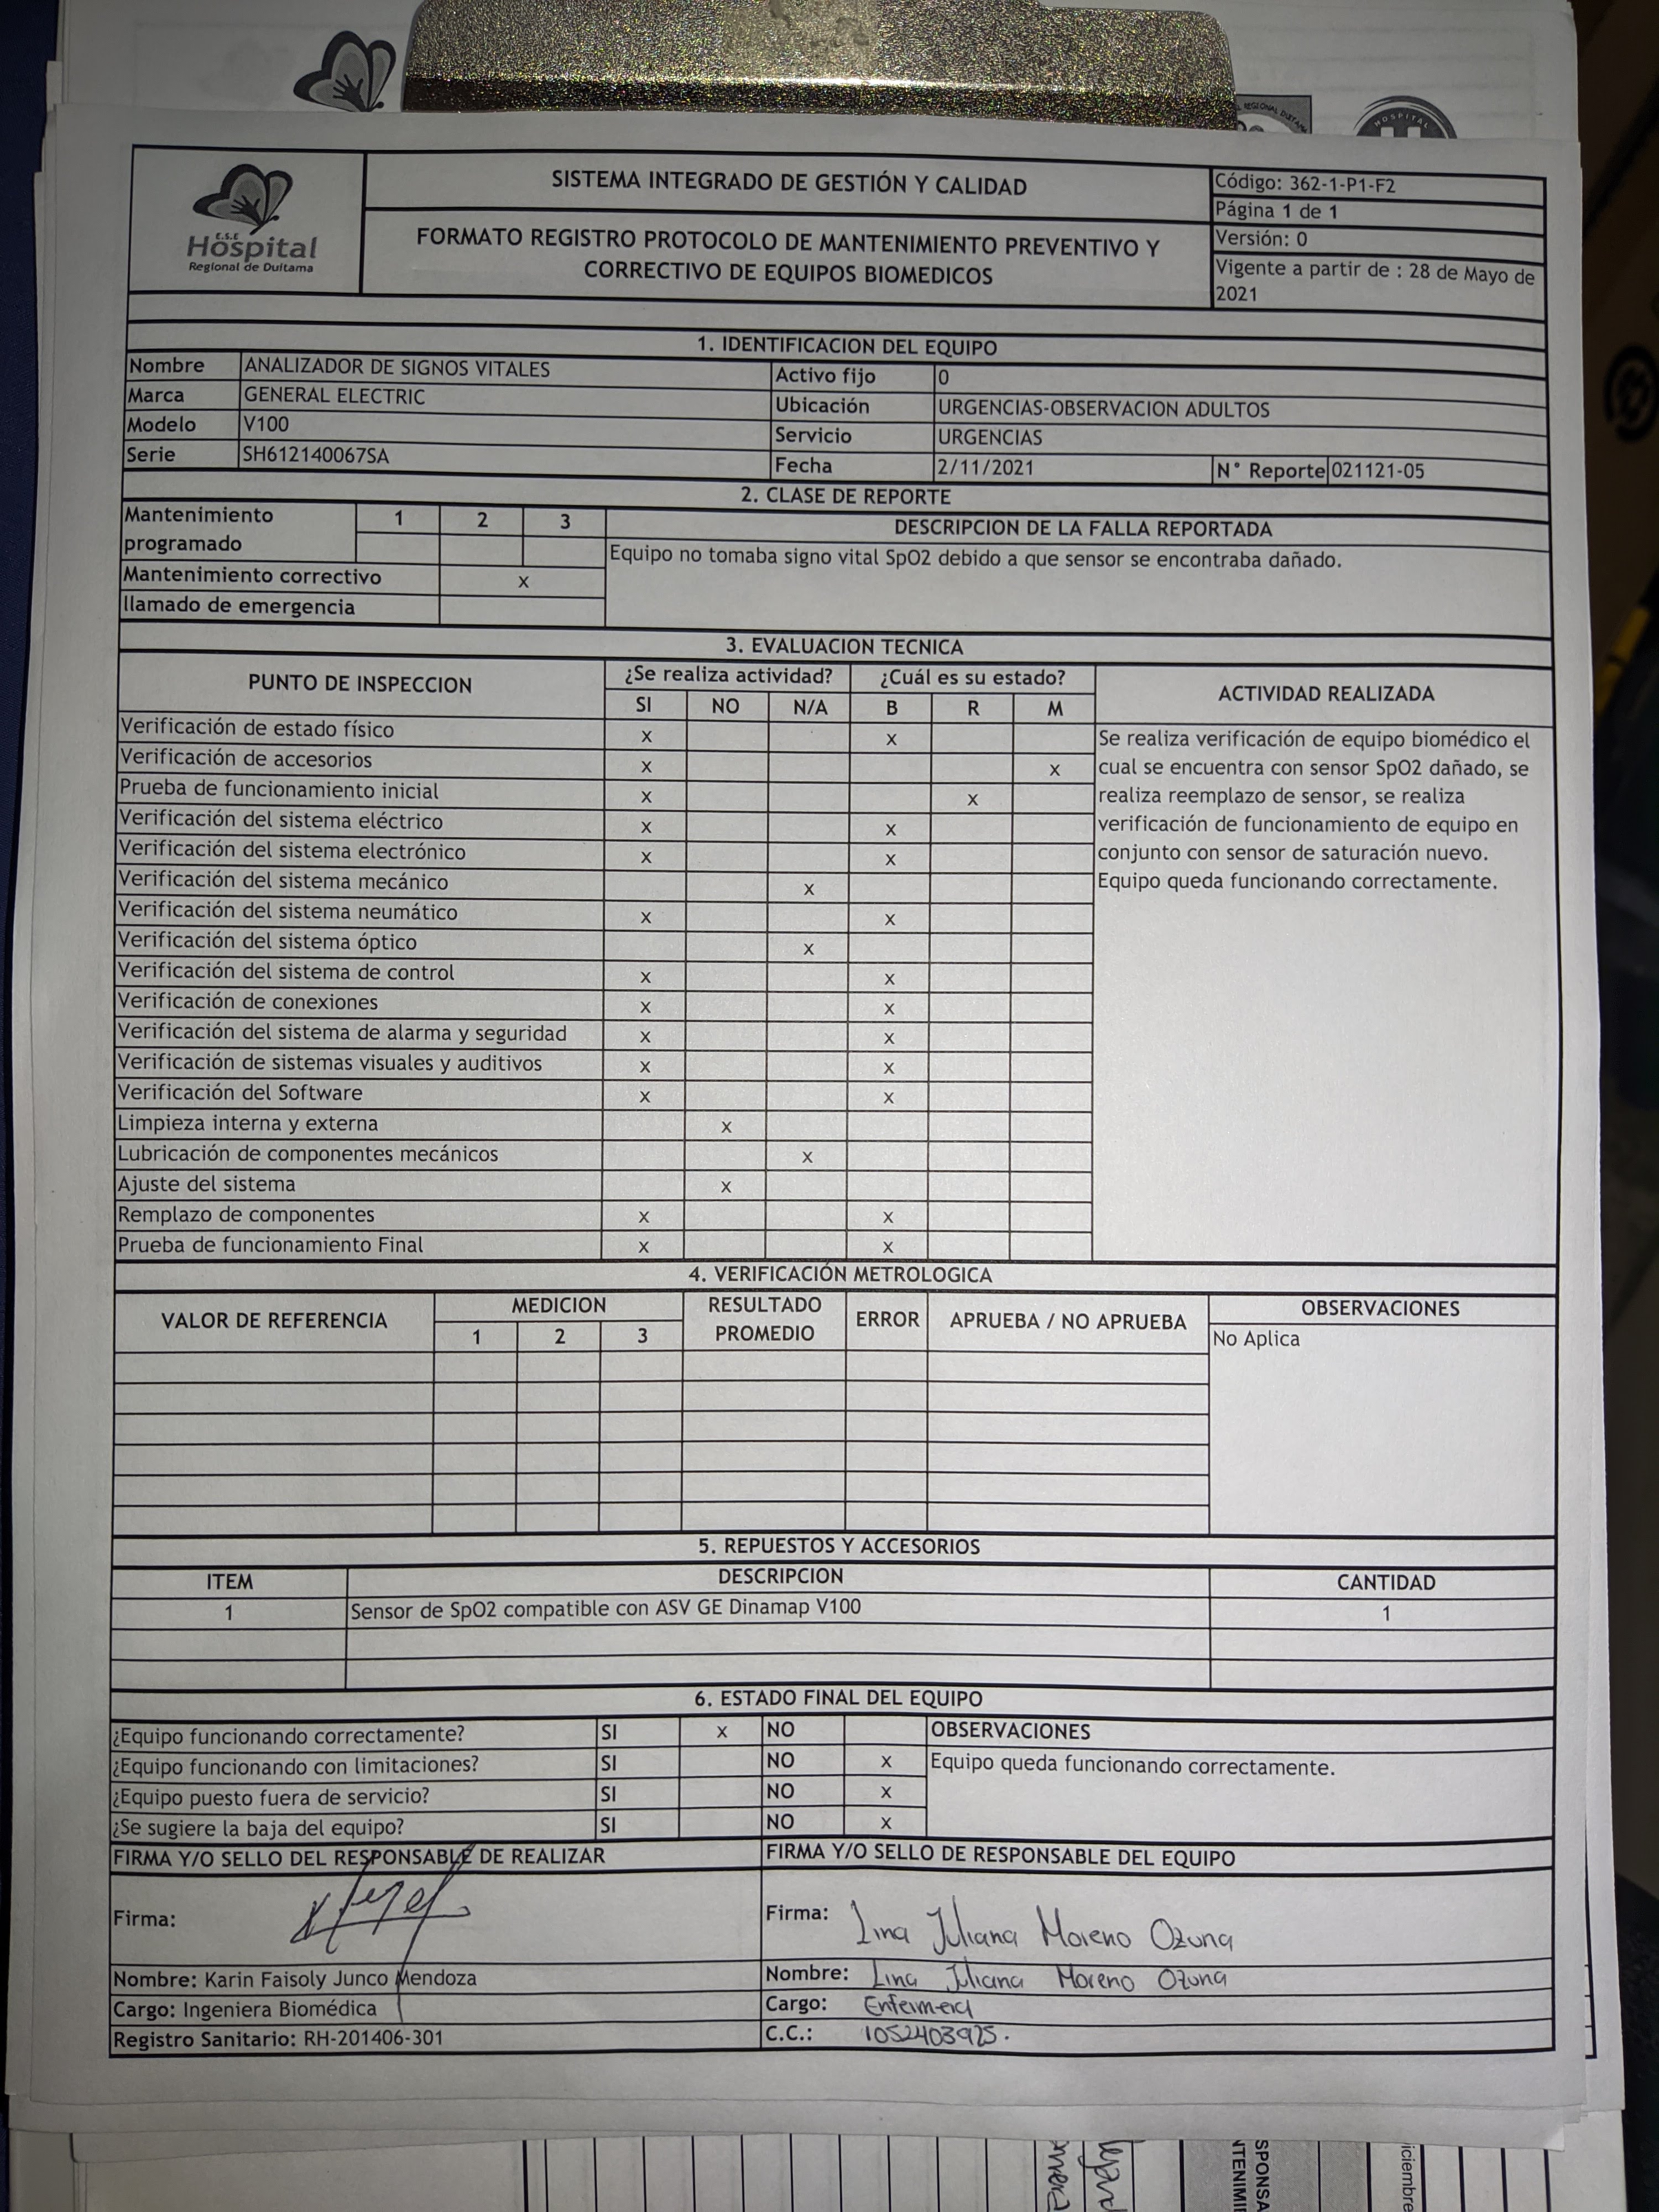 E.S.E
Hospital
Regional de Duitama
SISTEMA INTEGRADO DE GESTIÓN Y CALIDAD
FORMATO REGISTRO PROTOCOLO DE MANTENIMIENTO PREVENTIVO Y
CORRECTIVO DE EQUIPOS BIOMEDICOS
Código: 362-1-P1-F2
Página 1 de 1
Versión: 0
Vigente a partir de : 28 de Mayo de
2021
1. IDENTIFICACION DEL EQUIPO
Nombre ANALIZADOR DE SIGNOS VITALES Activo fijo 0
Marca GENERAL ELECTRIC Ubicación URGENCIAS-OBSERVACION ADULTOS
Modelo V100 Servicio URGENCIAS
Serie SH612140067SA Fecha 2/11/2021 N° Reporte 021121-05
2. CLASE DE REPORTE
Mantenimiento
programado 1 2 3 DESCRIPCION DE LA FALLA REPORTADA
Equipo no tomaba signo vital SpO2 debido a que sensor se encontraba dañado.
Mantenimiento correctivo x
llamado de emergencia
3. EVALUACION TECNICA
PUNTO DE INSPECCION ¿Se realiza actividad? ¿Cuál es su estado? ACTIVIDAD REALIZADA
SI NO N/A B R M
Verificación de estado físico x x
Verificación de accesorios x x
Prueba de funcionamiento inicial x x
Verificación del sistema eléctrico x x
Verificación del sistema electrónico x x
Verificación del sistema mecánico x
Verificación del sistema neumático x x
Verificación del sistema óptico x
Verificación del sistema de control x x
Verificación de conexiones x x
Verificación del sistema de alarma y seguridad x x
Verificación de sistemas visuales y auditivos x x
Verificación del Software x x
Limpieza interna y externa x
Lubricación de componentes mecánicos x
Ajuste del sistema x
Remplazo de componentes x x
Prueba de funcionamiento Final x x
Se realiza verificación de equipo biomédico el
cual se encuentra con sensor SpO2 dañado, se
realiza reemplazo de sensor, se realiza
verificación de funcionamiento de equipo en
conjunto con sensor de saturación nuevo.
Equipo queda funcionando correctamente.
4. VERIFICACIÓN METROLOGICA
VALOR DE REFERENCIA MEDICION RESULTADO
PROMEDIO ERROR APRUEBA / NO APRUEBA OBSERVACIONES
1 2 3
No Aplica
5. REPUESTOS Y ACCESORIOS
ITEM DESCRIPCION CANTIDAD
1 Sensor de SpO2 compatible con ASV GE Dinamap V100 1
6. ESTADO FINAL DEL EQUIPO
¿Equipo funcionando correctamente? SI x NO OBSERVACIONES
¿Equipo funcionando con limitaciones? SI NO x Equipo queda funcionando correctamente.
¿Equipo puesto fuera de servicio? SI NO x
¿Se sugiere la baja del equipo? SI NO x
FIRMA Y/O SELLO DEL RESPONSABLE DE REALIZAR FIRMA Y/O SELLO DE RESPONSABLE DEL EQUIPO
Firma: Firma: Lina Juliana Moreno Ozuna
Nombre: Karin Faisoly Junco Mendoza Nombre: Lina Juliana Moreno Ozuna
Cargo: Ingeniera Biomédica Cargo: Enfermera
Registro Sanitario: RH-201406-301 C.C.: 1052403925.